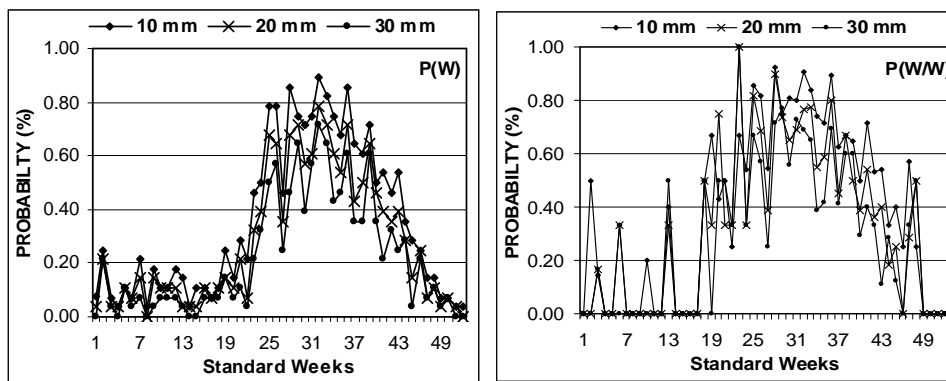 10 mm 20 mm 30 mm
P(W)
PROBABILTY (%)
1.00
0.80
0.60
0.40
0.20
0.00
1 7 13 19 25 31 37 43 49
Standard Weeks
10 mm 20 mm 30 mm
P(W/W)
PROBABILTY (%)
1.00
0.80
0.60
0.40
0.20
0.00
1 7 13 19 25 31 37 43 49
Standard Weeks